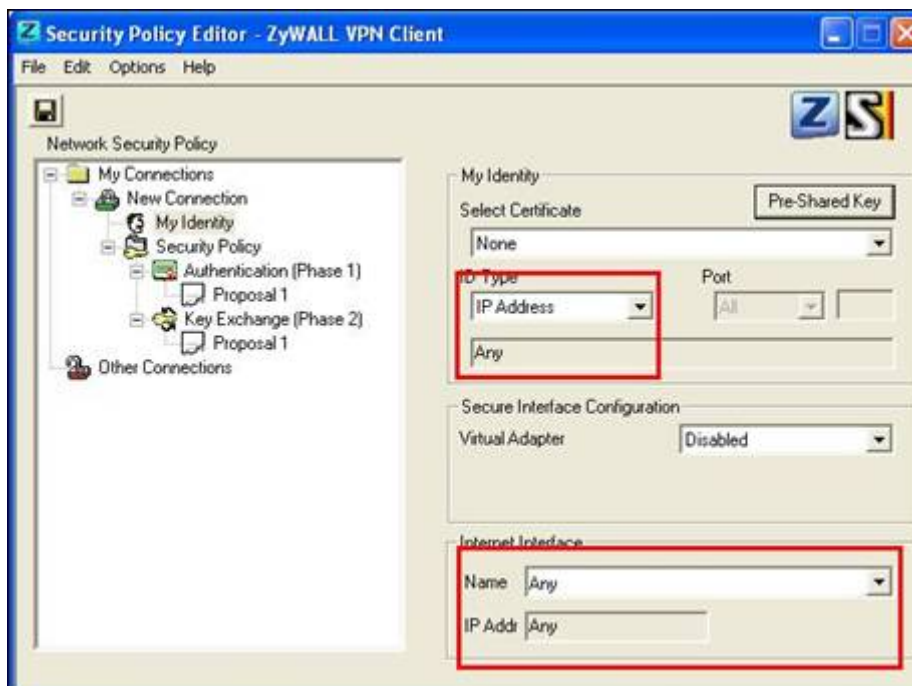 Security Policy Editor - ZyWALL VPN Client
File Edit Options Help
Z S
Network Security Policy
My Connections
New Connection
My Identity
Security Policy
Authentication (Phase 1)
Proposal 1
Key Exchange (Phase 2)
Proposal 1
Other Connections
My Identity
Select Certificate
Pre-Shared Key
None
ID Type
Port
IP Address
All
Any
Secure Interface Configuration
Virtual Adapter
Disabled
Internet Interface
Name Any
IP Addr Any